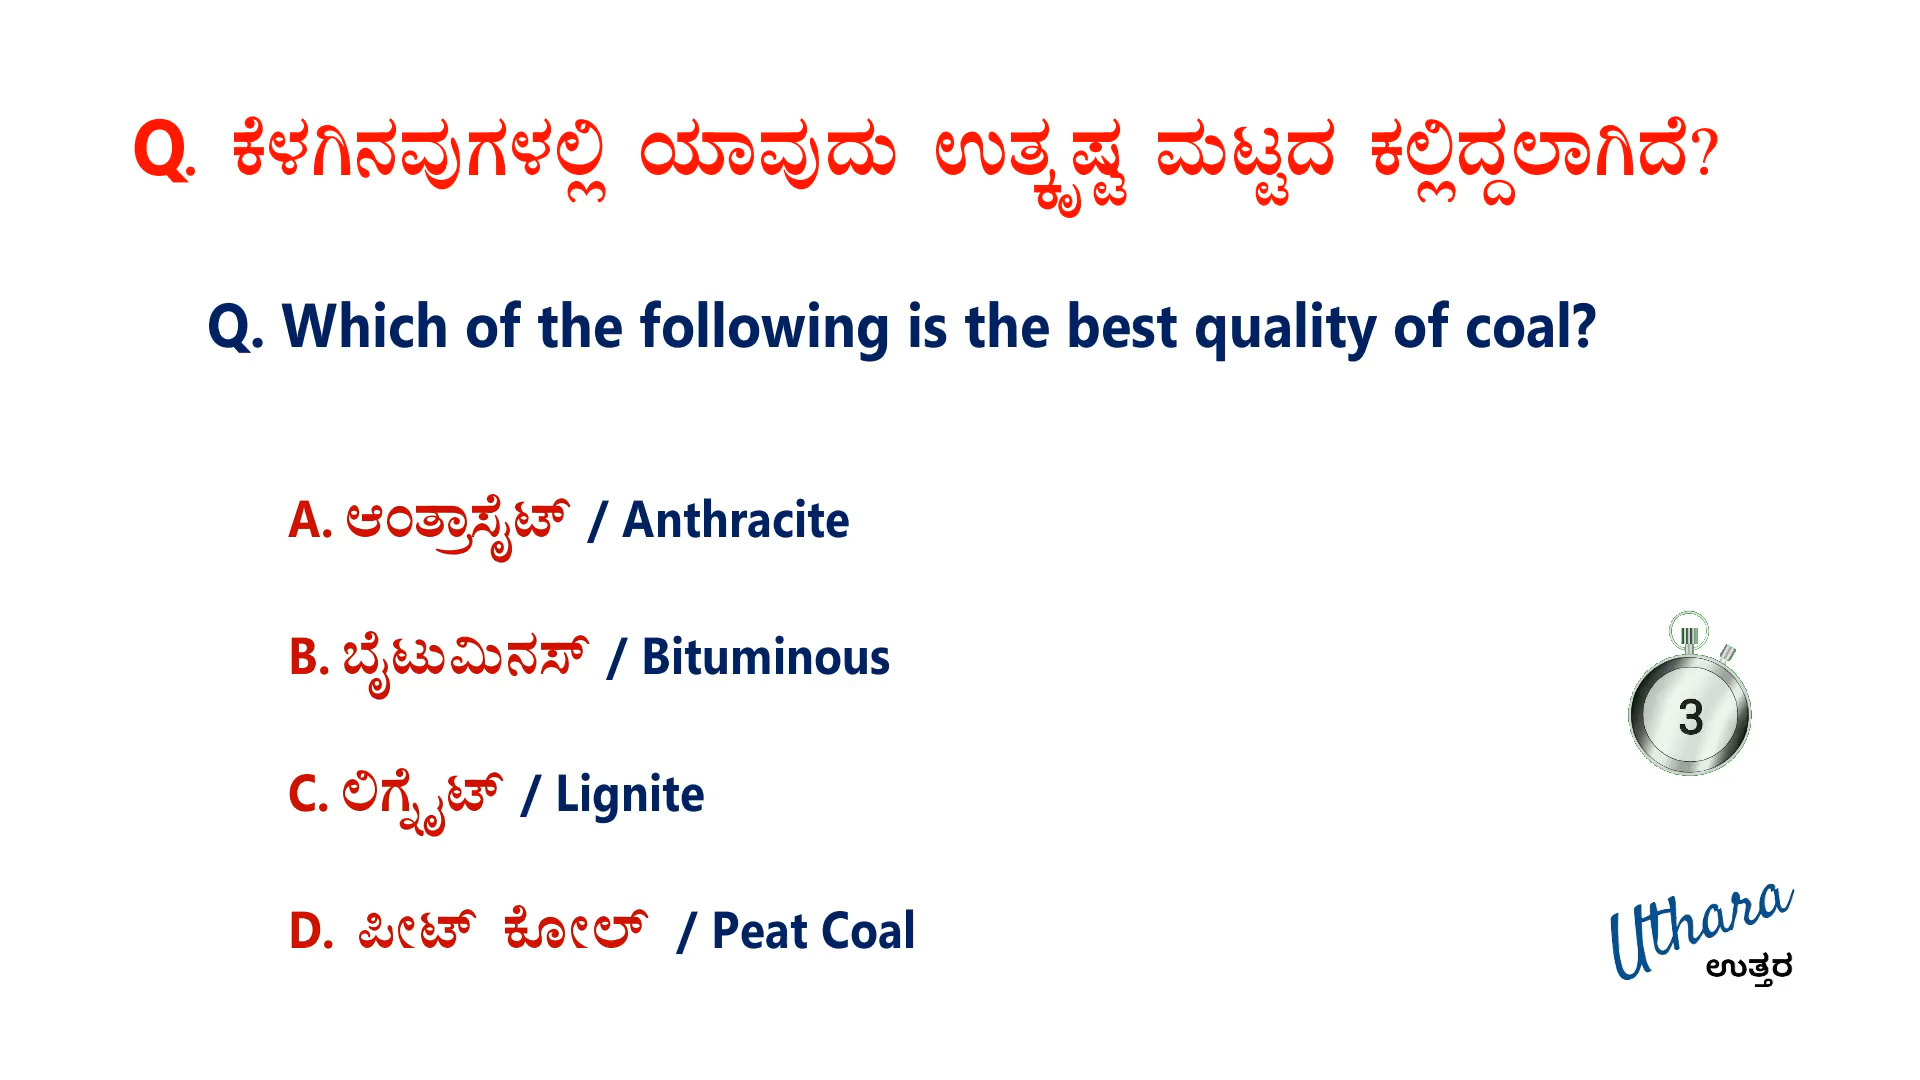 Q. ಕೆಳಗಿನವುಗಳಲ್ಲಿ ಯಾವುದು ಉತ್ಕೃಷ್ಟ ಮಟ್ಟದ ಕಲ್ಲಿದ್ದಲಾಗಿದೆ?
Q. Which of the following is the best quality of coal?
A. ಆಂತ್ರಾಸೈಟ್ / Anthracite
B. ಬೈಟುಮಿನಸ್ / Bituminous
3
C. ಲಿಗ್ನೈಟ್ / Lignite
D. ಪೀಟ್ ಕೋಲ್ / Peat Coal
Uthara
ಉತ್ತರ